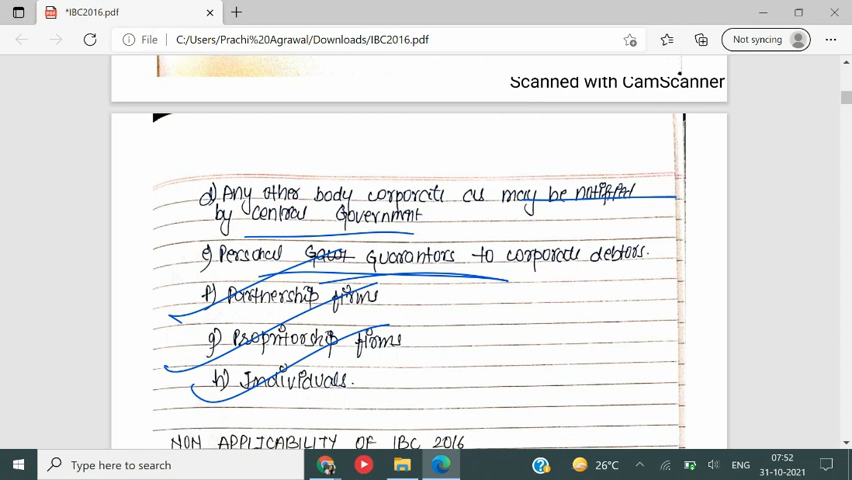 *IBC2016.pdf
File
C:/Users/Prachi%20Agrawal/Downloads/IBC2016.pdf
Not syncing
Scanned with CamScanner
d) Any other body corporate as may be notified
by central Government
e) Personal Guarantors to corporate debtors.
f) Partnership firms
g) Propritorship firms
h) Individuals.
NON APPLICABILITY OF IBC 2016
Type here to search
26°C
ENG
07:52
31-10-2021